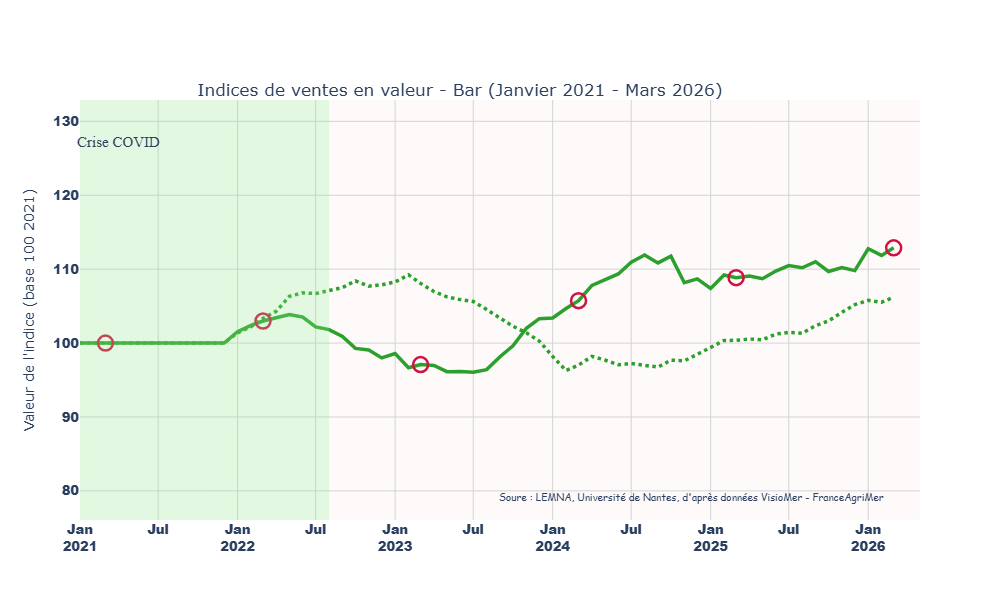 Indices de ventes en valeur - Bar (Janvier 2021 - Mars 2026)
Valeur de l'indice (base 100 2021)
130
120
110
100
90
80
Crise COVID
Soure : LEMNA, Université de Nantes, d'après données VisioMer - FranceAgriMer
Jan Jul Jan Jul Jan Jul Jan Jul Jan Jul Jan
2021 2022 2023 2024 2025 2026